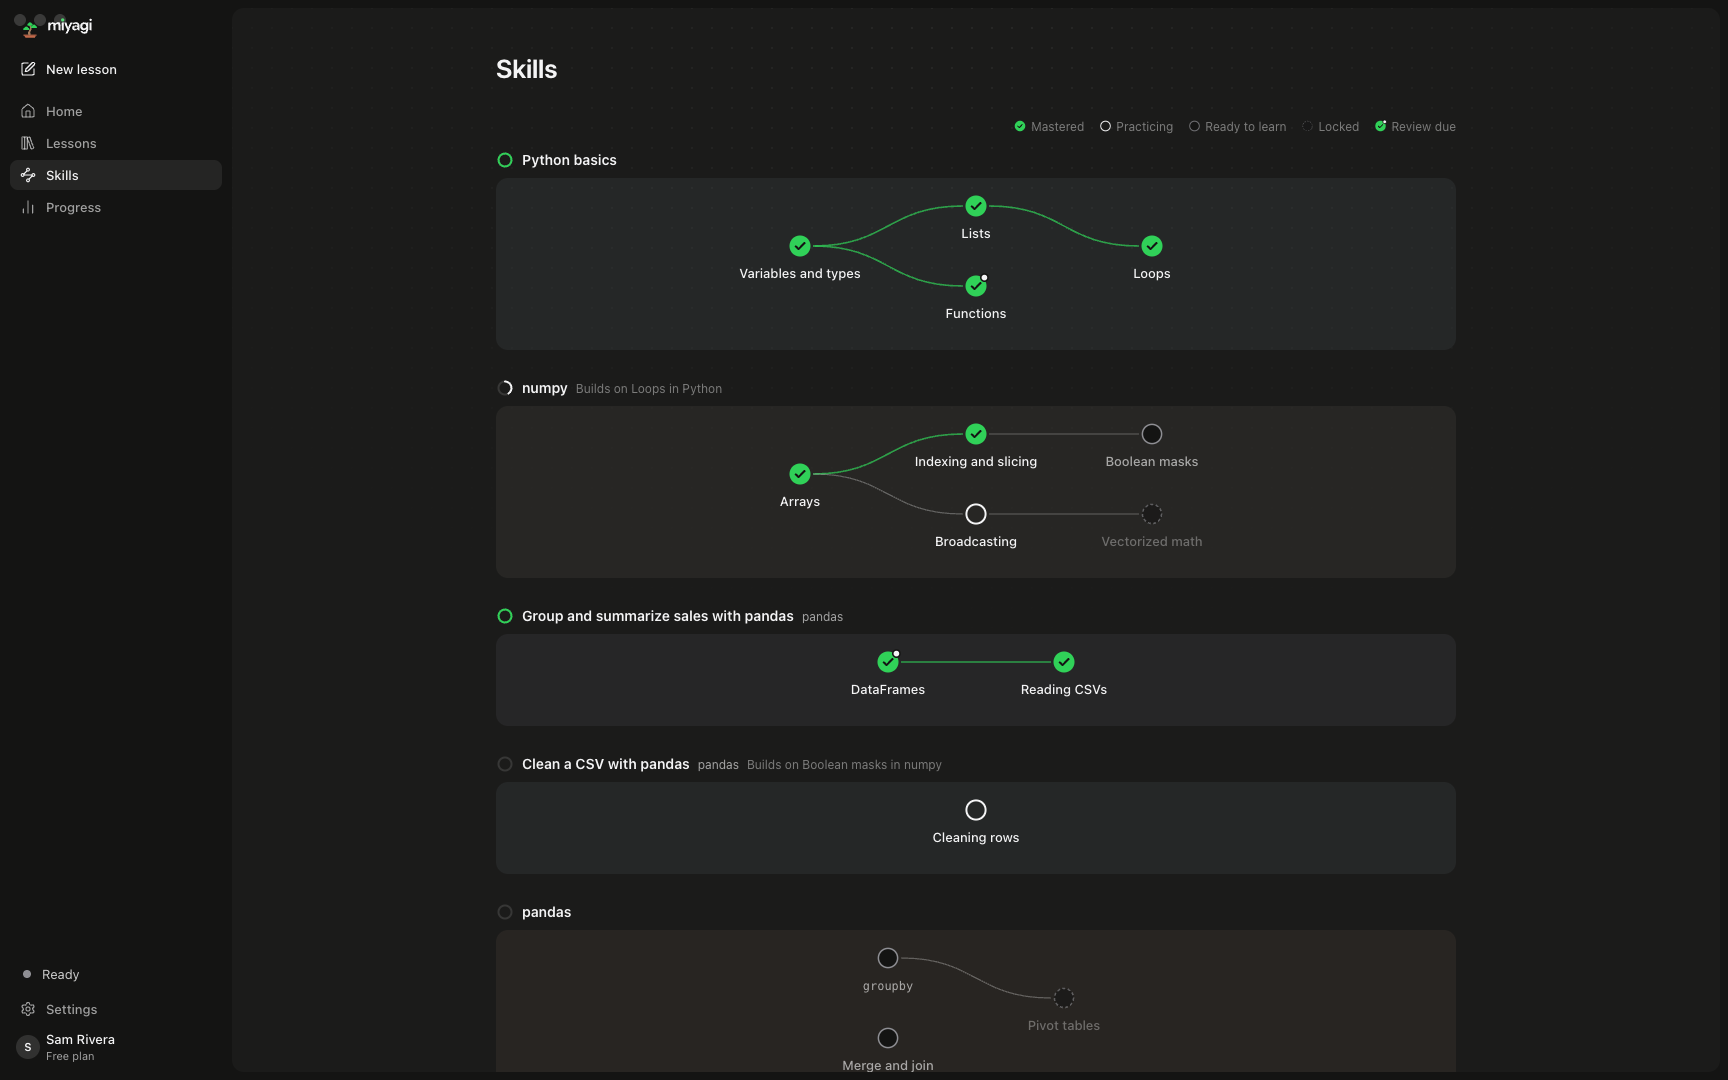 miyagi
New lesson
Home
Lessons
Skills
Progress
Ready
Settings
S
Sam Rivera
Free plan
Skills
Mastered Practicing Ready to learn Locked Review due
Python basics
Lists
Variables and types
Loops
Functions
numpy Builds on Loops in Python
Indexing and slicing
Boolean masks
Arrays
Broadcasting
Vectorized math
Group and summarize sales with pandas pandas
DataFrames
Reading CSVs
Clean a CSV with pandas pandas Builds on Boolean masks in numpy
Cleaning rows
pandas
groupby
Pivot tables
Merge and join